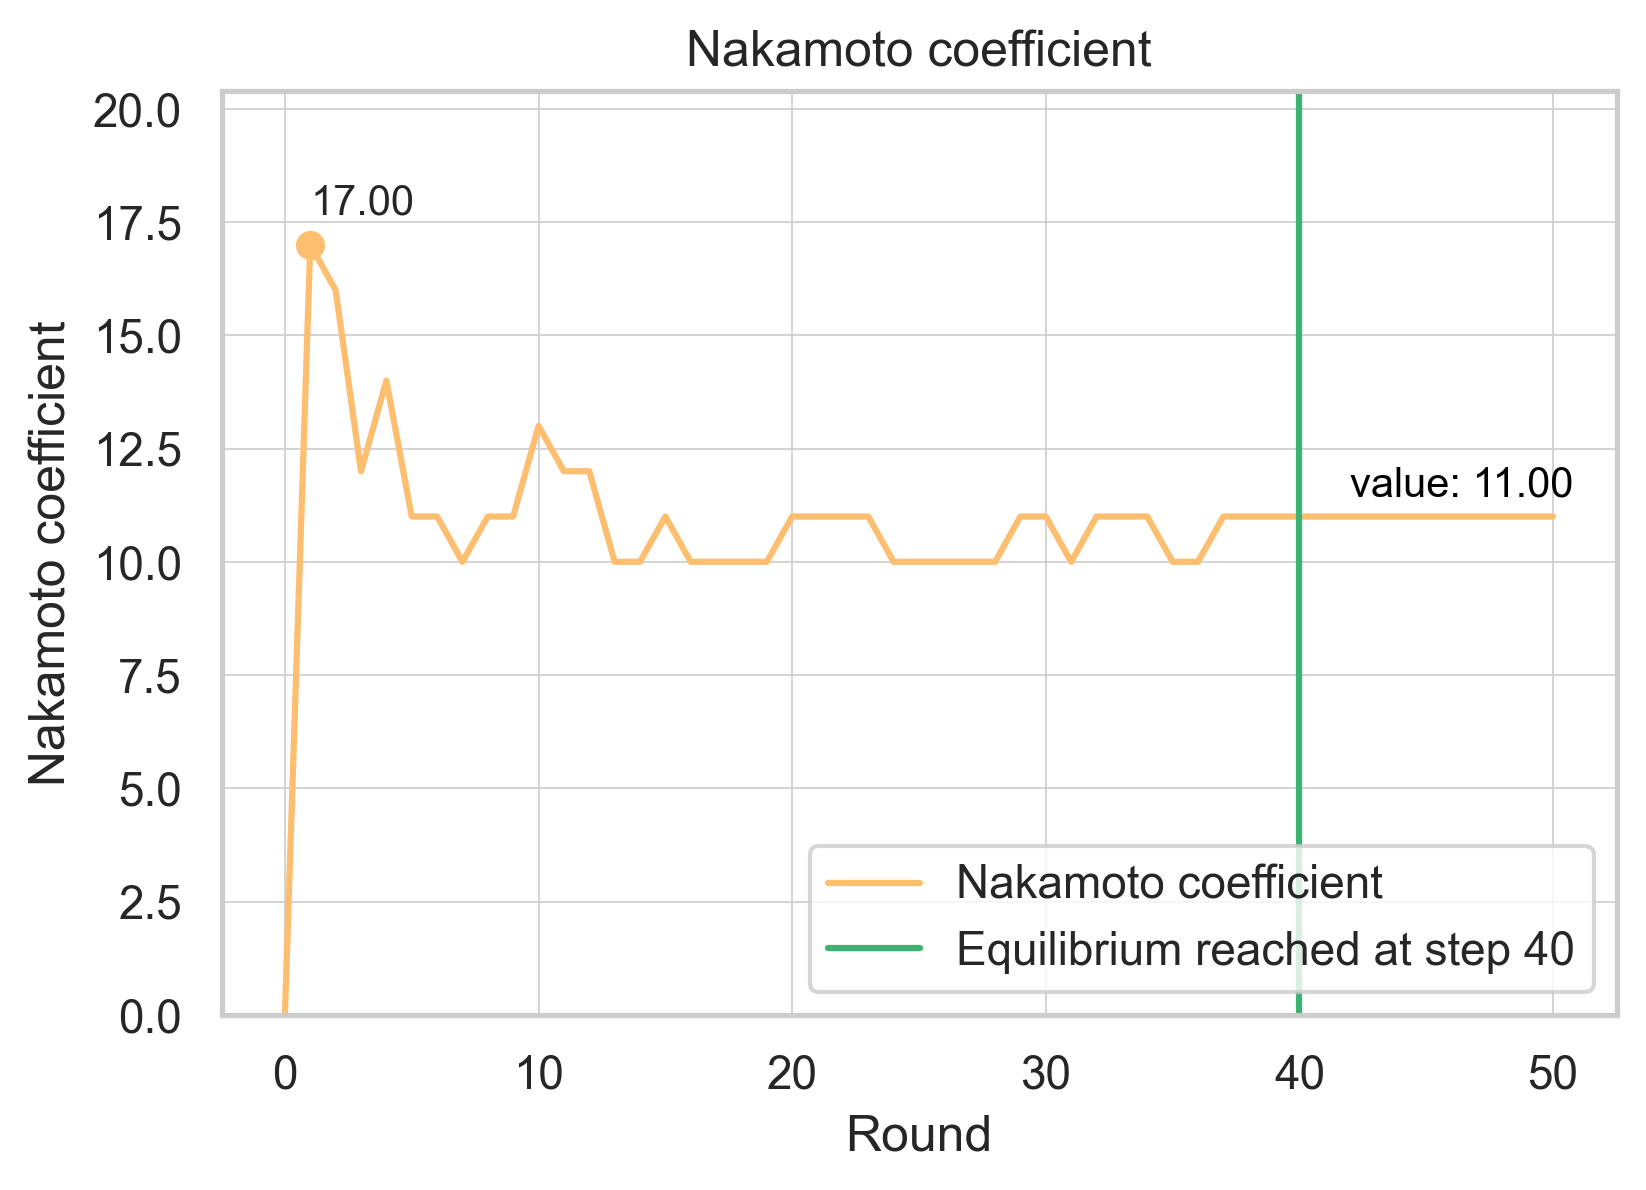 Nakamoto coefficient
20.0
17.5
15.0
12.5
10.0
7.5
5.0
2.5
0.0
Nakamoto coefficient
17.00
value: 11.00
Nakamoto coefficient
Equilibrium reached at step 40
0 10 20 30 40 50
Round